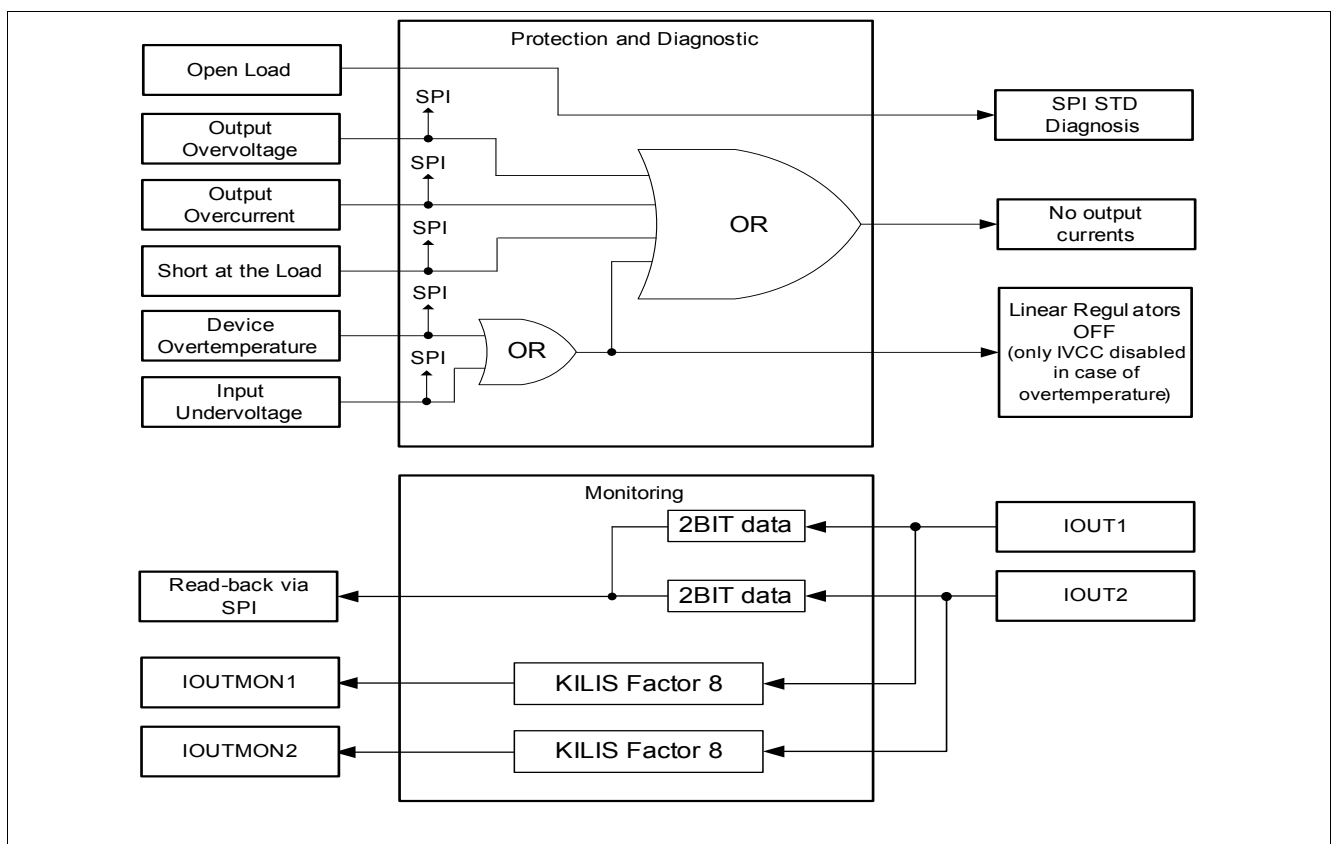 Protection and Diagnostic
Open Load
SPI
SPI STD
Diagnosis
Output
Overvoltage
SPI
Output
Overcurrent
OR
No output
currents
SPI
Short at the Load
SPI
Device
Overtemperature
OR
Linear Regulators
OFF
(only IVCC disabled
in case of
overtemperature)
SPI
Input
Undervoltage
Monitoring
2BIT data
IOUT1
Read-back via
SPI
2BIT data
IOUT2
IOUTMON1
KILIS Factor 8
IOUTMON2
KILIS Factor 8